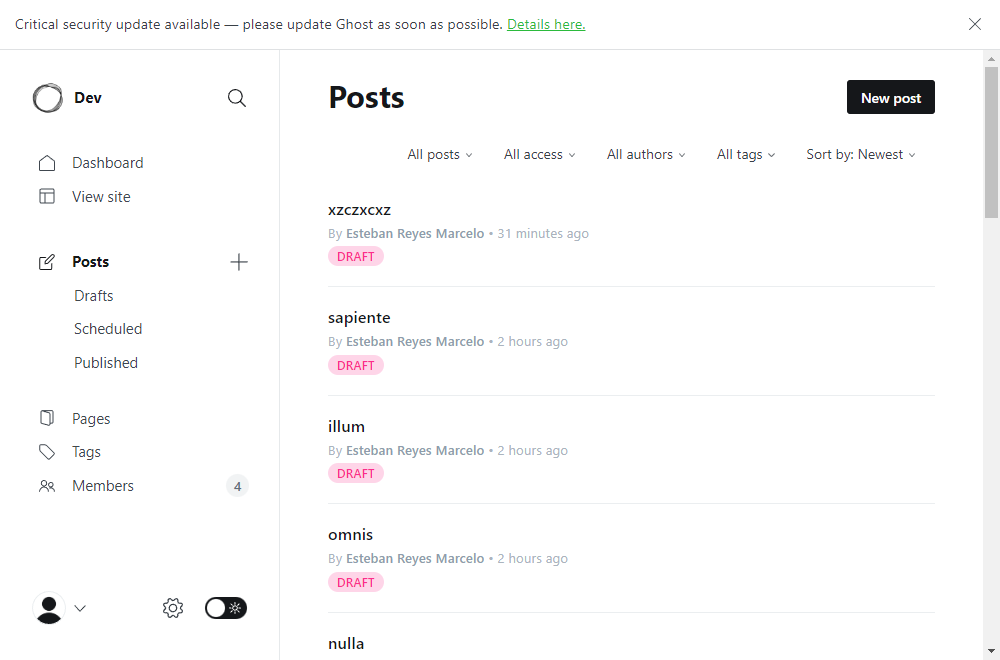 Critical security update available — please update Ghost as soon as possible. Details here.
Dev
Dashboard
View site
Posts
Drafts
Scheduled
Published
Pages
Tags
Members 4
Posts
New post
All posts All access All authors All tags Sort by: Newest
xzczxcxz
By Esteban Reyes Marcelo • 31 minutes ago
DRAFT
sapiente
By Esteban Reyes Marcelo • 2 hours ago
DRAFT
illum
By Esteban Reyes Marcelo • 2 hours ago
DRAFT
omnis
By Esteban Reyes Marcelo • 2 hours ago
DRAFT
nulla